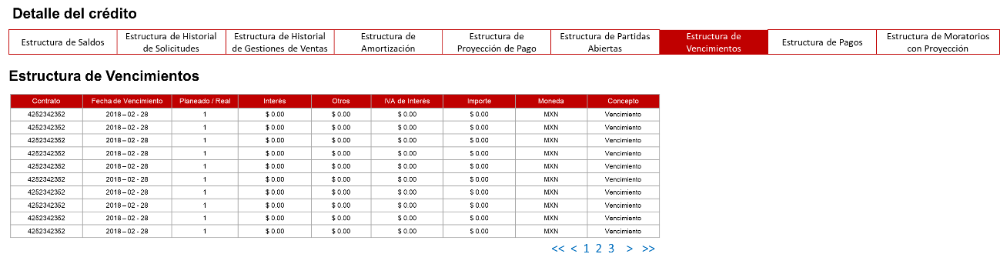 Detalle del crédito
Estructura de Saldos
Estructura de Historial
de Solicitudes
Estructura de Historial
de Gestiones de Ventas
Estructura de
Amortización
Estructura de
Proyección de Pago
Estructura de Partidas
Abiertas
Estructura de
Vencimientos
Estructura de Pagos
Estructura de Moratorios
con Proyección
Estructura de Vencimientos
Contrato Fecha de Vencimiento Planeado / Real Interés Otros IVA de Interés Importe Moneda Concepto
4252342352 2018 – 02 - 28 1 $ 0.00 $ 0.00 $ 0.00 $ 0.00 MXN Vencimiento
4252342352 2018 – 02 - 28 1 $ 0.00 $ 0.00 $ 0.00 $ 0.00 MXN Vencimiento
4252342352 2018 – 02 - 28 1 $ 0.00 $ 0.00 $ 0.00 $ 0.00 MXN Vencimiento
4252342352 2018 – 02 - 28 1 $ 0.00 $ 0.00 $ 0.00 $ 0.00 MXN Vencimiento
4252342352 2018 – 02 - 28 1 $ 0.00 $ 0.00 $ 0.00 $ 0.00 MXN Vencimiento
4252342352 2018 – 02 - 28 1 $ 0.00 $ 0.00 $ 0.00 $ 0.00 MXN Vencimiento
4252342352 2018 – 02 - 28 1 $ 0.00 $ 0.00 $ 0.00 $ 0.00 MXN Vencimiento
4252342352 2018 – 02 - 28 1 $ 0.00 $ 0.00 $ 0.00 $ 0.00 MXN Vencimiento
4252342352 2018 – 02 - 28 1 $ 0.00 $ 0.00 $ 0.00 $ 0.00 MXN Vencimiento
4252342352 2018 – 02 - 28 1 $ 0.00 $ 0.00 $ 0.00 $ 0.00 MXN Vencimiento
<< < 1 2 3 > >>